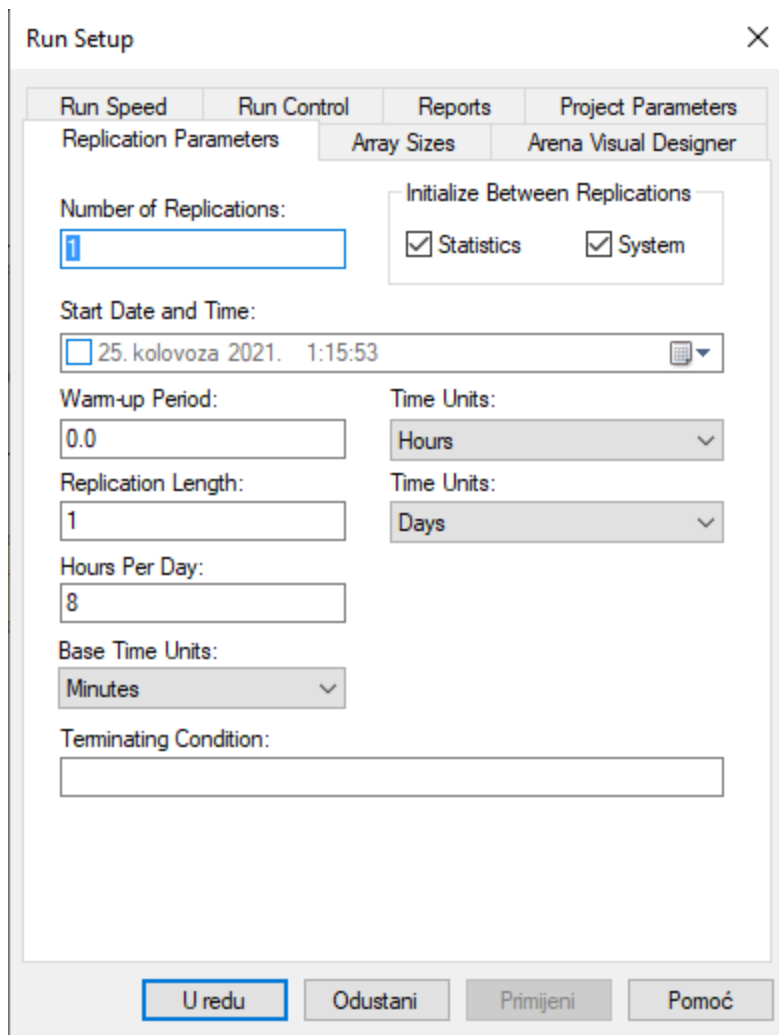 Run Setup
Run Speed Run Control Reports Project Parameters
Replication Parameters Array Sizes Arena Visual Designer
Number of Replications:
1
Initialize Between Replications
Statistics System
Start Date and Time:
25. kolovoza 2021. 1:15:53
Warm-up Period: Time Units:
0.0 Hours
Replication Length: Time Units:
1 Days
Hours Per Day:
8
Base Time Units:
Minutes
Terminating Condition:
U redu Odustani Primijeni Pomoć